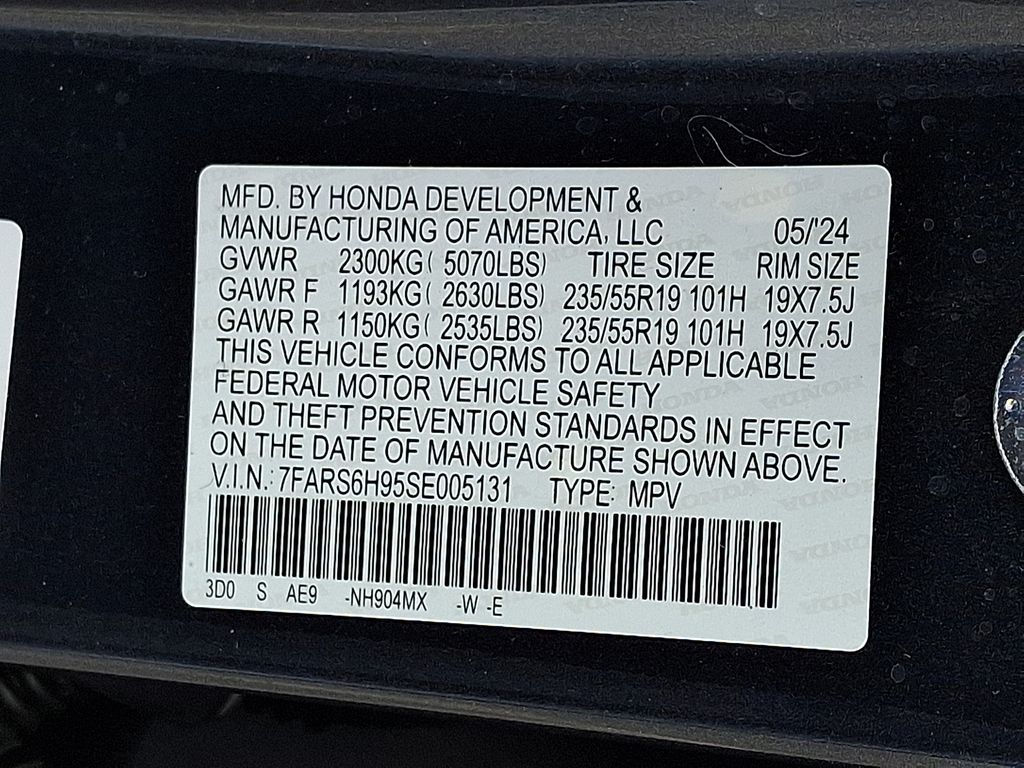 MFD. BY HONDA DEVELOPMENT &
MANUFACTURING OF AMERICA, LLC 05/'24
GVWR 2300KG( 5070LBS) TIRE SIZE RIM SIZE
GAWR F 1193KG( 2630LBS) 235/55R19 101H 19X7.5J
GAWR R 1150KG( 2535LBS) 235/55R19 101H 19X7.5J
THIS VEHICLE CONFORMS TO ALL APPLICABLE
FEDERAL MOTOR VEHICLE SAFETY
AND THEFT PREVENTION STANDARDS IN EFFECT
ON THE DATE OF MANUFACTURE SHOWN ABOVE.
V.I.N.: 7FARS6H95SE005131 TYPE: MPV
3D0 S AE9 -NH904MX -W -E